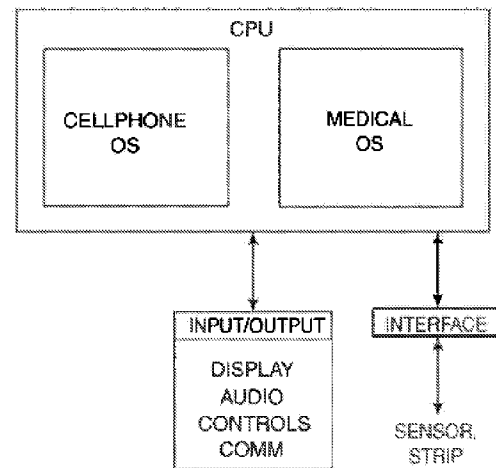 CPU
CELLPHONE
OS
MEDICAL
OS
INPUT/OUTPUT
DISPLAY
AUDIO
CONTROLS
COMM
INTERFACE
SENSOR,
STRIP